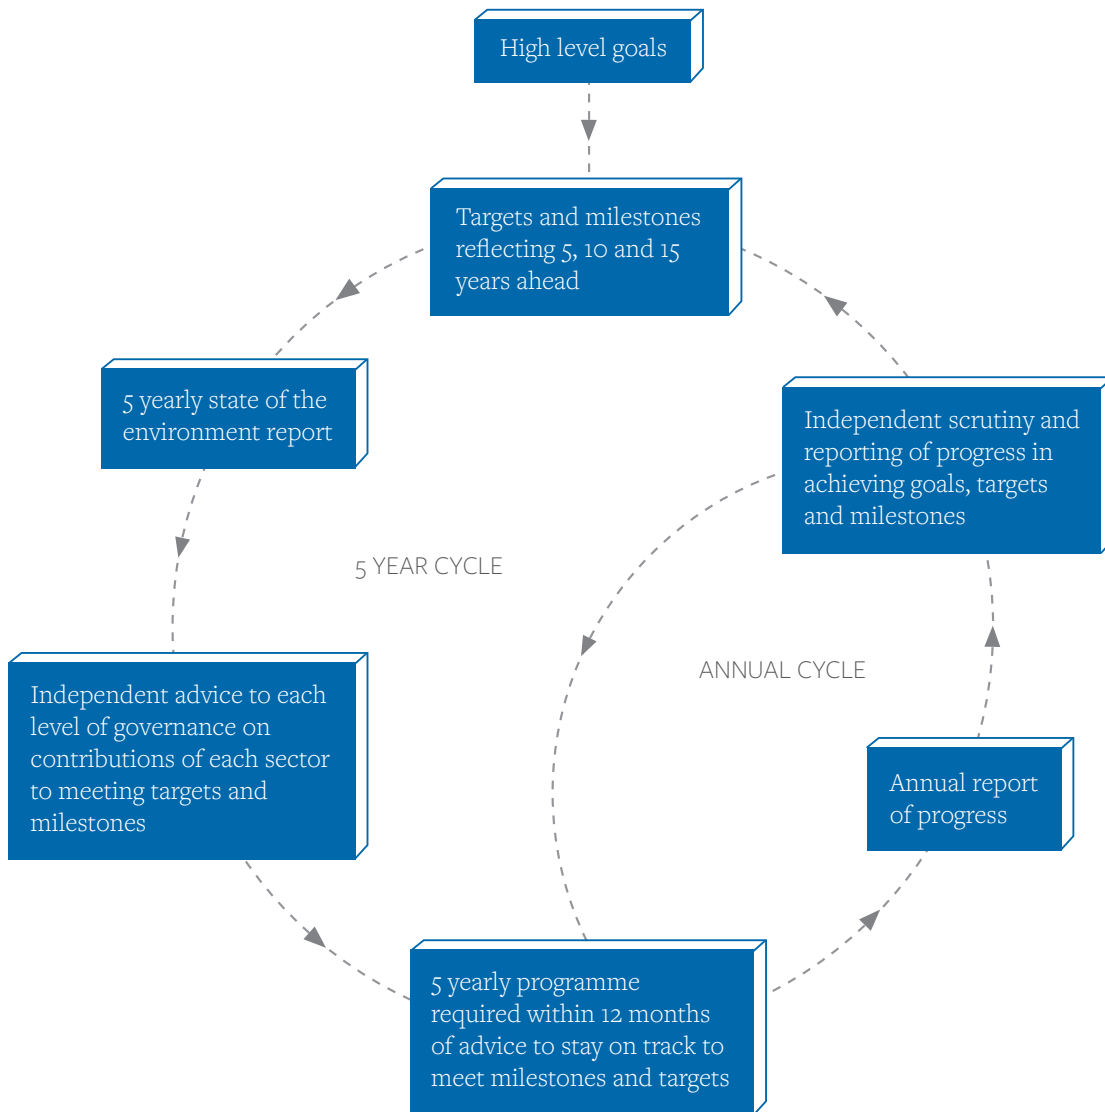 High level goals
Targets and milestones
reflecting 5, 10 and 15
years ahead
5 yearly state of the
environment report
Independent scrutiny and
reporting of progress in
achieving goals, targets
and milestones
5 YEAR CYCLE
ANNUAL CYCLE
Independent advice to each
level of governance on
contributions of each sector
to meeting targets and
milestones
Annual report
of progress
5 yearly programme
required within 12 months
of advice to stay on track to
meet milestones and targets